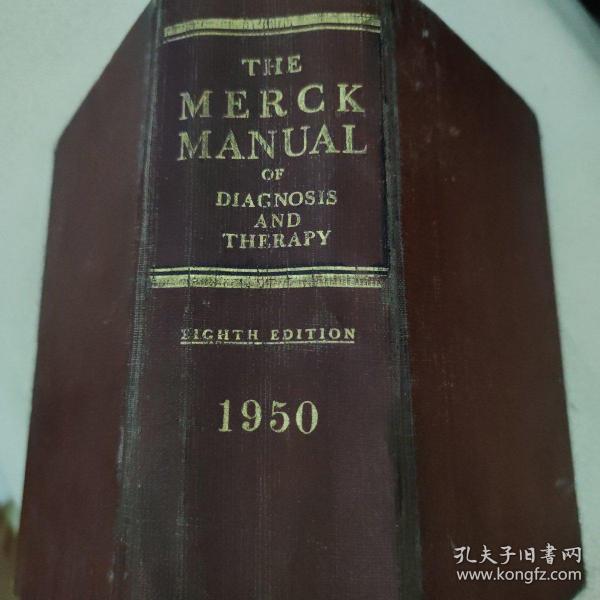 THE
MERCK
MANUAL
OF
DIAGNOSIS
AND
THERAPY
EIGHTH EDITION
1950
孔夫子旧书网
www.kongfz.com